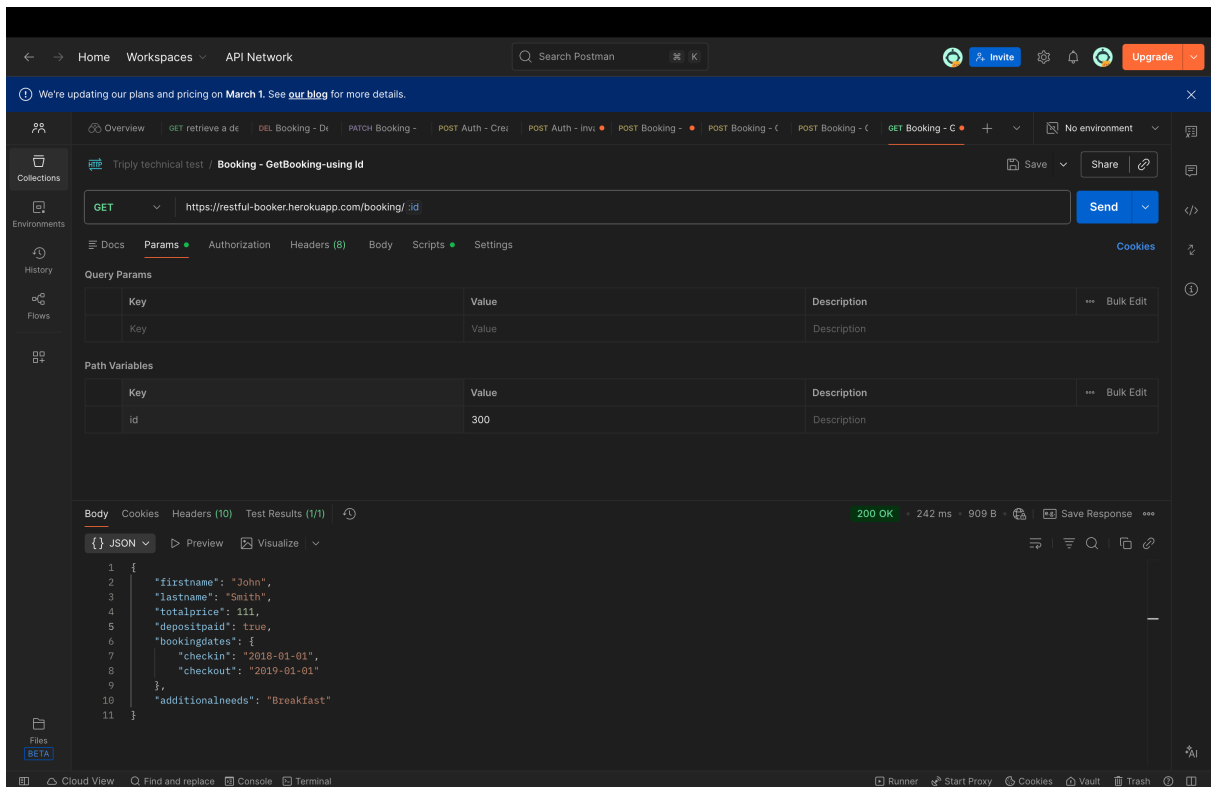 Home Workspaces API Network Search Postman ⌘ K Invite Upgrade
We're updating our plans and pricing on March 1. See our blog for more details.
Overview GET retrieve a de DEL Booking - De PATCH Booking - POST Auth - Crea POST Auth - inva POST Booking - POST Booking - ( POST Booking - ( GET Booking - G No environment
Collections
Environments
History
Flows
Files
BETA
Triply technical test / Booking - GetBooking-using Id Save Share
GET https://restful-booker.herokuapp.com/booking/ :id Send
Docs Params Authorization Headers (8) Body Scripts Settings Cookies
Query Params
Key Value Description Bulk Edit
Key Value Description
Path Variables
Key Value Description Bulk Edit
id 300 Description
Body Cookies Headers (10) Test Results (1/1) 200 OK 242 ms 909 B Save Response
{} JSON Preview Visualize
1 {
2 "firstname": "John",
3 "lastname": "Smith",
4 "totalprice": 111,
5 "depositpaid": true,
6 "bookingdates": {
7 "checkin": "2018-01-01",
8 "checkout": "2019-01-01"
9 },
10 "additionalneeds": "Breakfast"
11 }
AI
Cloud View Find and replace Console Terminal Runner Start Proxy Cookies Vault Trash